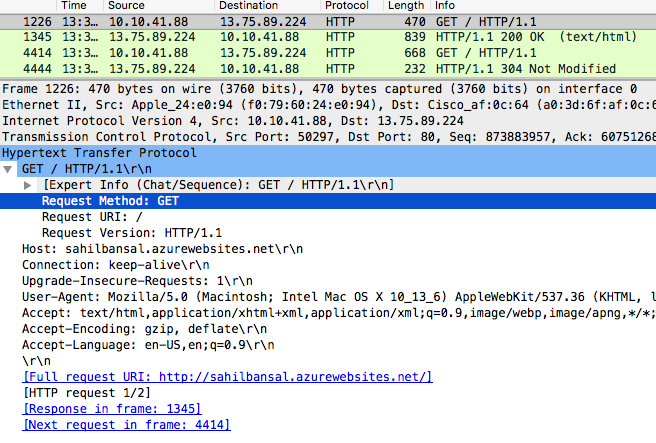 Time Source Destination Protocol Length Info
1226 13:3… 10.10.41.88 13.75.89.224 HTTP 470 GET / HTTP/1.1
1345 13:3… 13.75.89.224 10.10.41.88 HTTP 839 HTTP/1.1 200 OK (text/html)
4414 13:3… 10.10.41.88 13.75.89.224 HTTP 668 GET / HTTP/1.1
4444 13:3… 13.75.89.224 10.10.41.88 HTTP 232 HTTP/1.1 304 Not Modified
Frame 1226: 470 bytes on wire (3760 bits), 470 bytes captured (3760 bits) on interface 0
Ethernet II, Src: Apple_24:e0:94 (f0:79:60:24:e0:94), Dst: Cisco_af:0c:64 (a0:3d:6f:af:0c:6
Internet Protocol Version 4, Src: 10.10.41.88, Dst: 13.75.89.224
Transmission Control Protocol, Src Port: 50297, Dst Port: 80, Seq: 873883957, Ack: 60751268
Hypertext Transfer Protocol
GET / HTTP/1.1\r\n
[Expert Info (Chat/Sequence): GET / HTTP/1.1\r\n]
Request Method: GET
Request URI: /
Request Version: HTTP/1.1
Host: sahilbansal.azurewebsites.net\r\n
Connection: keep-alive\r\n
Upgrade-Insecure-Requests: 1\r\n
User-Agent: Mozilla/5.0 (Macintosh; Intel Mac OS X 10_13_6) AppleWebKit/537.36 (KHTML, l
Accept: text/html,application/xhtml+xml,application/xml;q=0.9,image/webp,image/apng,*/*;
Accept-Encoding: gzip, deflate\r\n
Accept-Language: en-US,en;q=0.9\r\n
\r\n
[Full request URI: http://sahilbansal.azurewebsites.net/]
[HTTP request 1/2]
[Response in frame: 1345]
[Next request in frame: 4414]